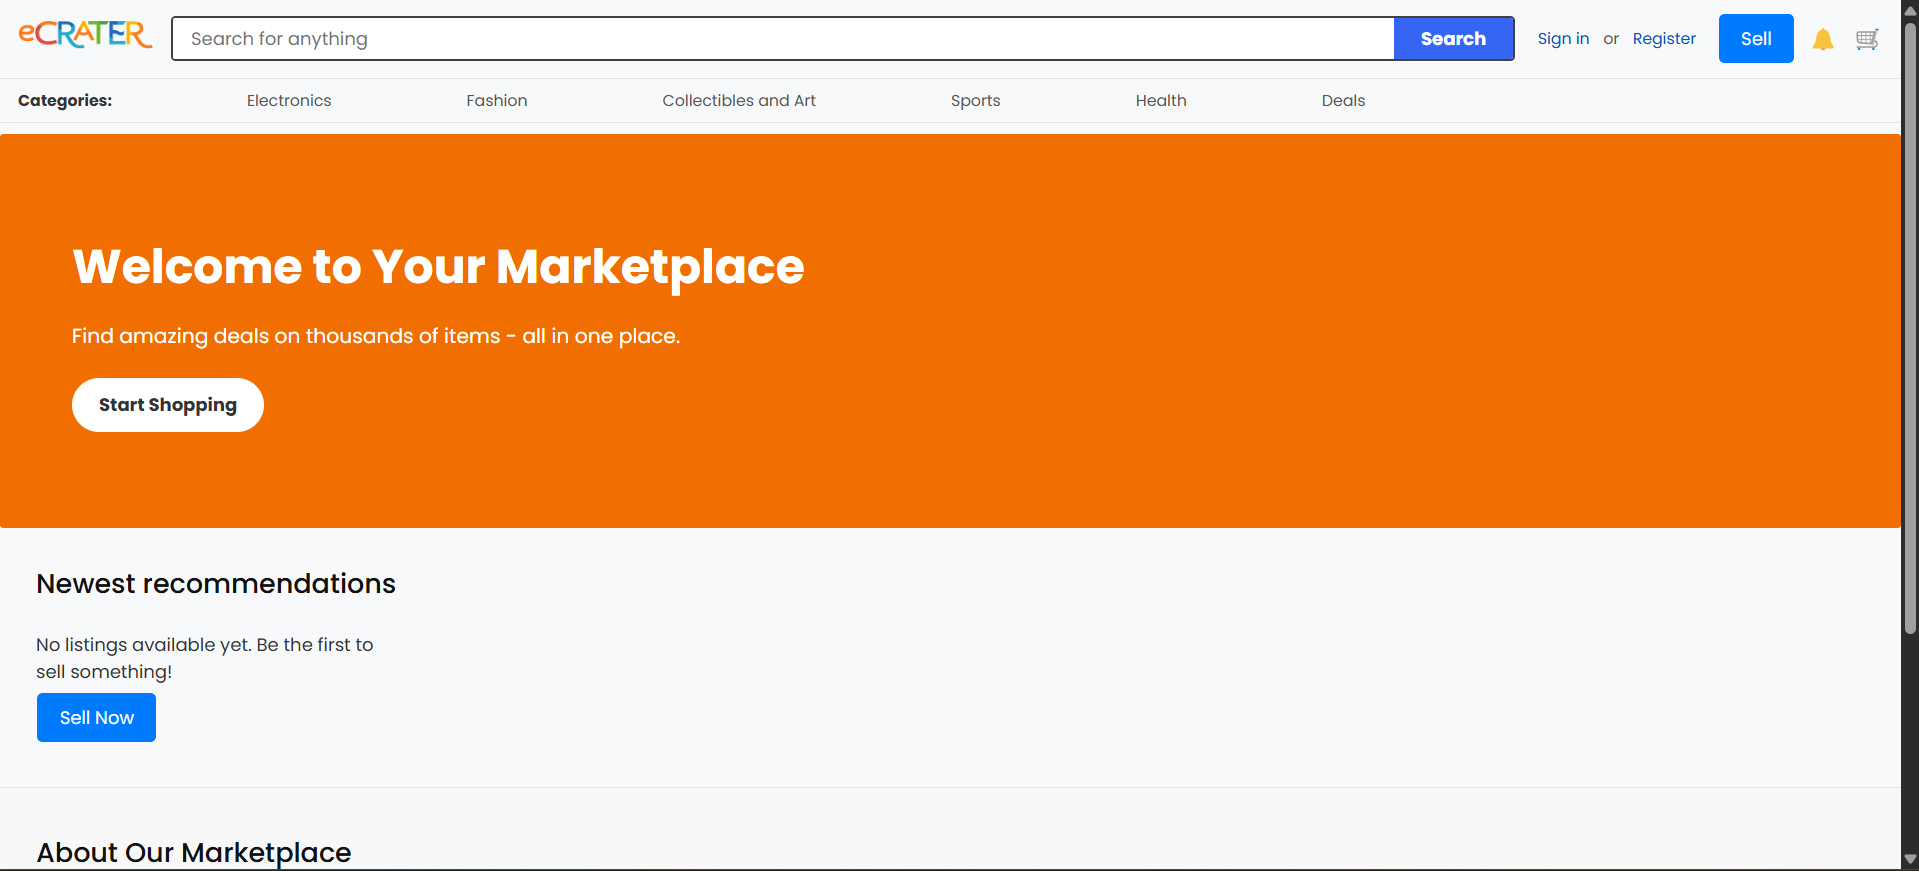 eCRATER
Search for anything
Search
Sign in or Register
Sell
Categories:
Electronics
Fashion
Collectibles and Art
Sports
Health
Deals
Welcome to Your Marketplace
Find amazing deals on thousands of items - all in one place.
Start Shopping
Newest recommendations
No listings available yet. Be the first to
sell something!
Sell Now
About Our Marketplace